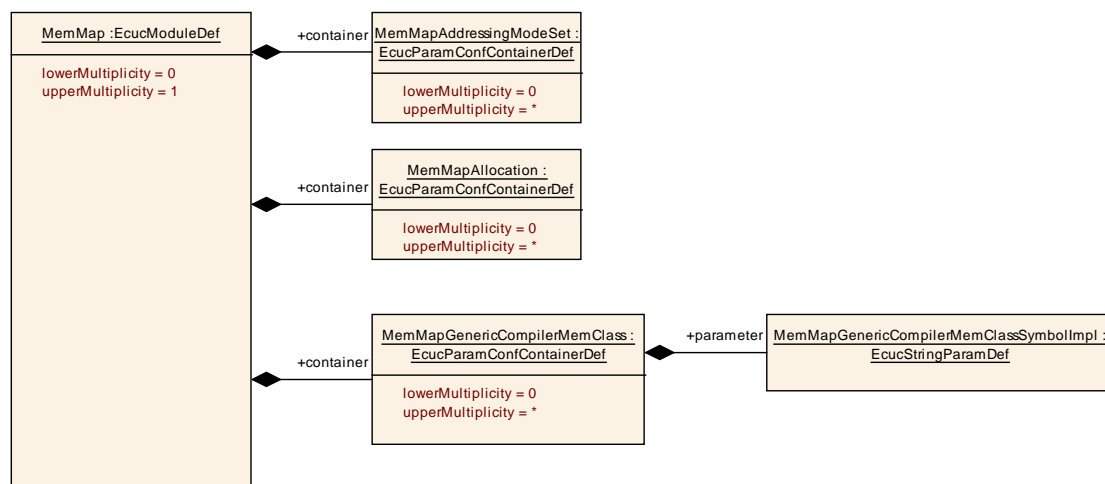 MemMap :EcucModuleDef
lowerMultiplicity = 0
upperMultiplicity = 1
+container
MemMapAddressingModeSet :
EcucParamConfContainerDef
lowerMultiplicity = 0
upperMultiplicity = *
+container
MemMapAllocation :
EcucParamConfContainerDef
lowerMultiplicity = 0
upperMultiplicity = *
+container
MemMapGenericCompilerMemClass:
EcucParamConfContainerDef
lowerMultiplicity = 0
upperMultiplicity = *
+parameter
MemMapGenericCompilerMemClassSymbolImpl :
EcucStringParamDef